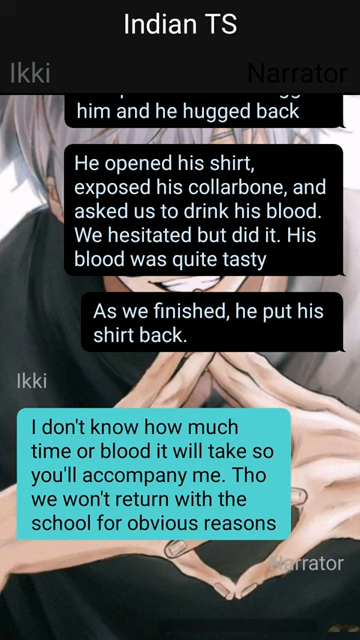 Indian TS
Ikki
Narrator
him and he hugged back
He opened his shirt,
exposed his collarbone, and
asked us to drink his blood.
We hesitated but did it. His
blood was quite tasty
As we finished, he put his
shirt back.
Ikki
I don't know how much
time or blood it will take so
you'll accompany me. Tho
we won't return with the
school for obvious reasons
Narrator